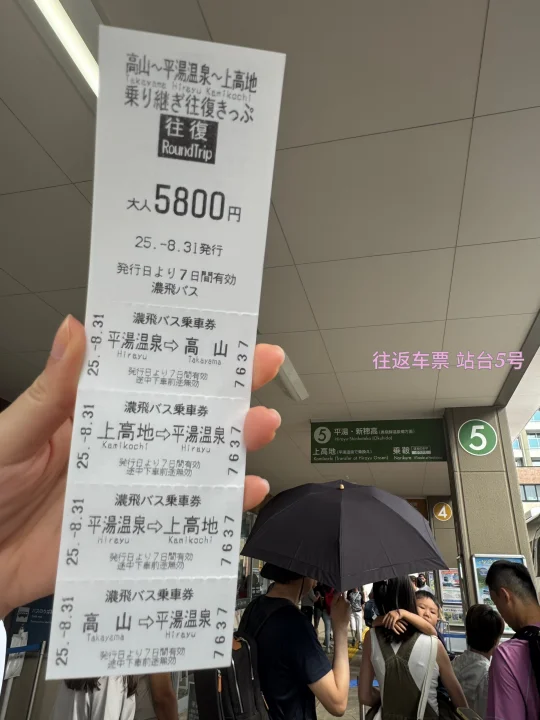 高山～平湯温泉～上高地
Takayama Hirayu Kamikochi
乗り継ぎ往復きっぷ
往復
RoundTrip
大人5800円
25.-8.31発行
発行日より7日間有効
濃飛バス
濃飛バス乗車券
平湯温泉⇨高山
Hirayu Takayama
発行日より7日間有効
途中下車前途無効
25.-8.31
7637
濃飛バス乗車券
上高地⇨平湯温泉
Kamikochi Hirayu
発行日より7日間有効
途中下車前途無効
25.-8.31
7637
濃飛バス乗車券
平湯温泉⇨上高地
Hirayu Kamikochi
発行日より7日間有効
途中下車前途無効
25.-8.31
7637
濃飛バス乗車券
高山⇨平湯温泉
Takayama Hirayu
発行日より7日間有効
途中下車前途無効
25.-8.31
7637
往返车票 站台5号
5 平湯・新穂高
上高地
乗鞍
5
4